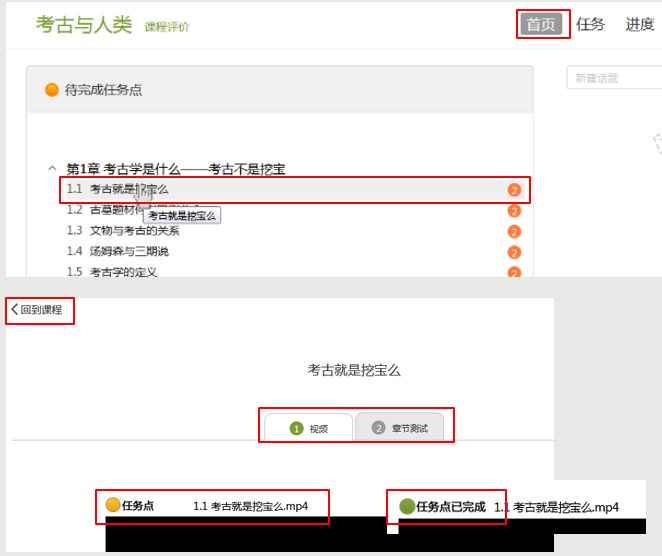 考古与人类 课程评价 首页 任务 进度
待完成任务点 新建话题
第1章 考古学是什么——考古不是挖宝
1.1 考古就是挖宝么 2
考古就是挖宝么
1.2 古墓题材 2
1.3 文物与考古的关系 2
1.4 汤姆森与三期说 2
1.5 考古学的定义 2
回到课程
考古就是挖宝么
1 视频 2 章节测试
任务点 1.1 考古就是挖宝么.mp4 任务点已完成 1.1 考古就是挖宝么.mp4